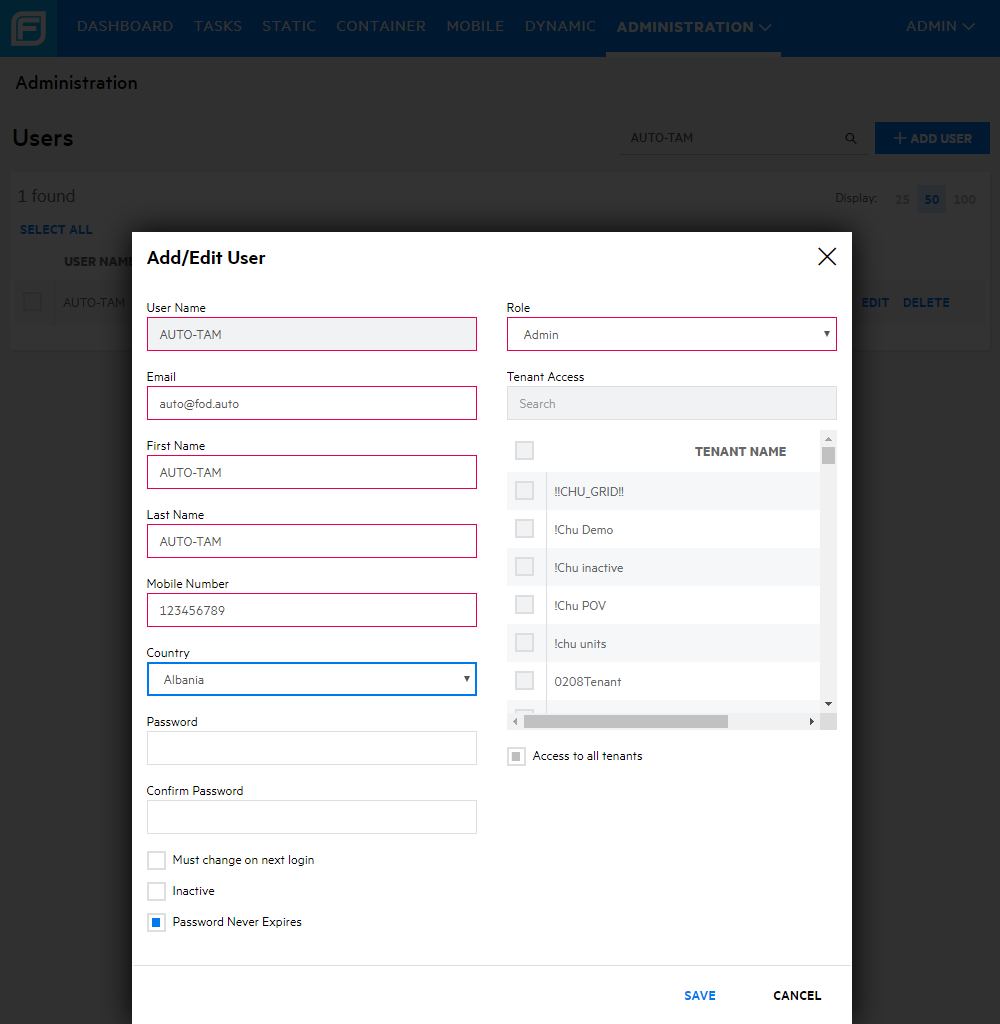 DASHBOARD TASKS STATIC CONTAINER MOBILE DYNAMIC ADMINISTRATION ADMIN
Administration
Users
AUTO-TAM
ADD USER
1 found
Display: 25 50 100
SELECT ALL
USER NAME
AUTO-TAM
EDIT DELETE
Add/Edit User
User Name
AUTO-TAM
Email
auto@fod.auto
First Name
AUTO-TAM
Last Name
AUTO-TAM
Mobile Number
123456789
Country
Albania
Password
Confirm Password
Must change on next login
Inactive
Password Never Expires
Role
Admin
Tenant Access
Search
TENANT NAME
!!CHU_GRID!!
!Chu Demo
!Chu inactive
!Chu POV
!chu units
0208Tenant
Access to all tenants
SAVE
CANCEL